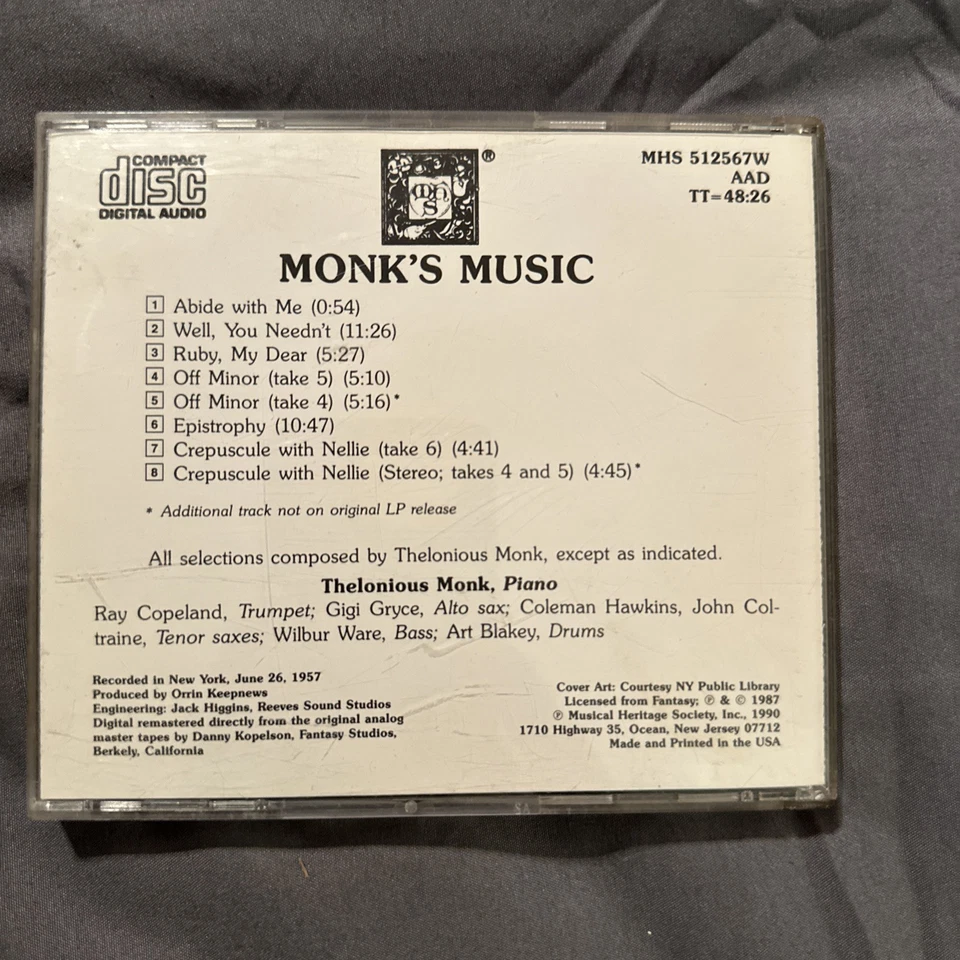 COMPACT
disc
DIGITAL AUDIO
®
MHS
MHS 512567W
AAD
TT=48:26
MONK'S MUSIC
1 Abide with Me (0:54)
2 Well, You Needn't (11:26)
3 Ruby, My Dear (5:27)
4 Off Minor (take 5) (5:10)
5 Off Minor (take 4) (5:16)*
6 Epistrophy (10:47)
7 Crepuscule with Nellie (take 6) (4:41)
8 Crepuscule with Nellie (Stereo; takes 4 and 5) (4:45)*
* Additional track not on original LP release
All selections composed by Thelonious Monk, except as indicated.
Thelonious Monk, Piano
Ray Copeland, Trumpet; Gigi Gryce, Alto sax; Coleman Hawkins, John Col-
traine, Tenor saxes; Wilbur Ware, Bass; Art Blakey, Drums
Recorded in New York, June 26, 1957
Produced by Orrin Keepnews
Engineering: Jack Higgins, Reeves Sound Studios
Digital remastered directly from the original analog
master tapes by Danny Kopelson, Fantasy Studios,
Berkely, California
Cover Art: Courtesy NY Public Library
Licensed from Fantasy; ℗ & © 1987
℗ Musical Heritage Society, Inc., 1990
1710 Highway 35, Ocean, New Jersey 07712
Made and Printed in the USA